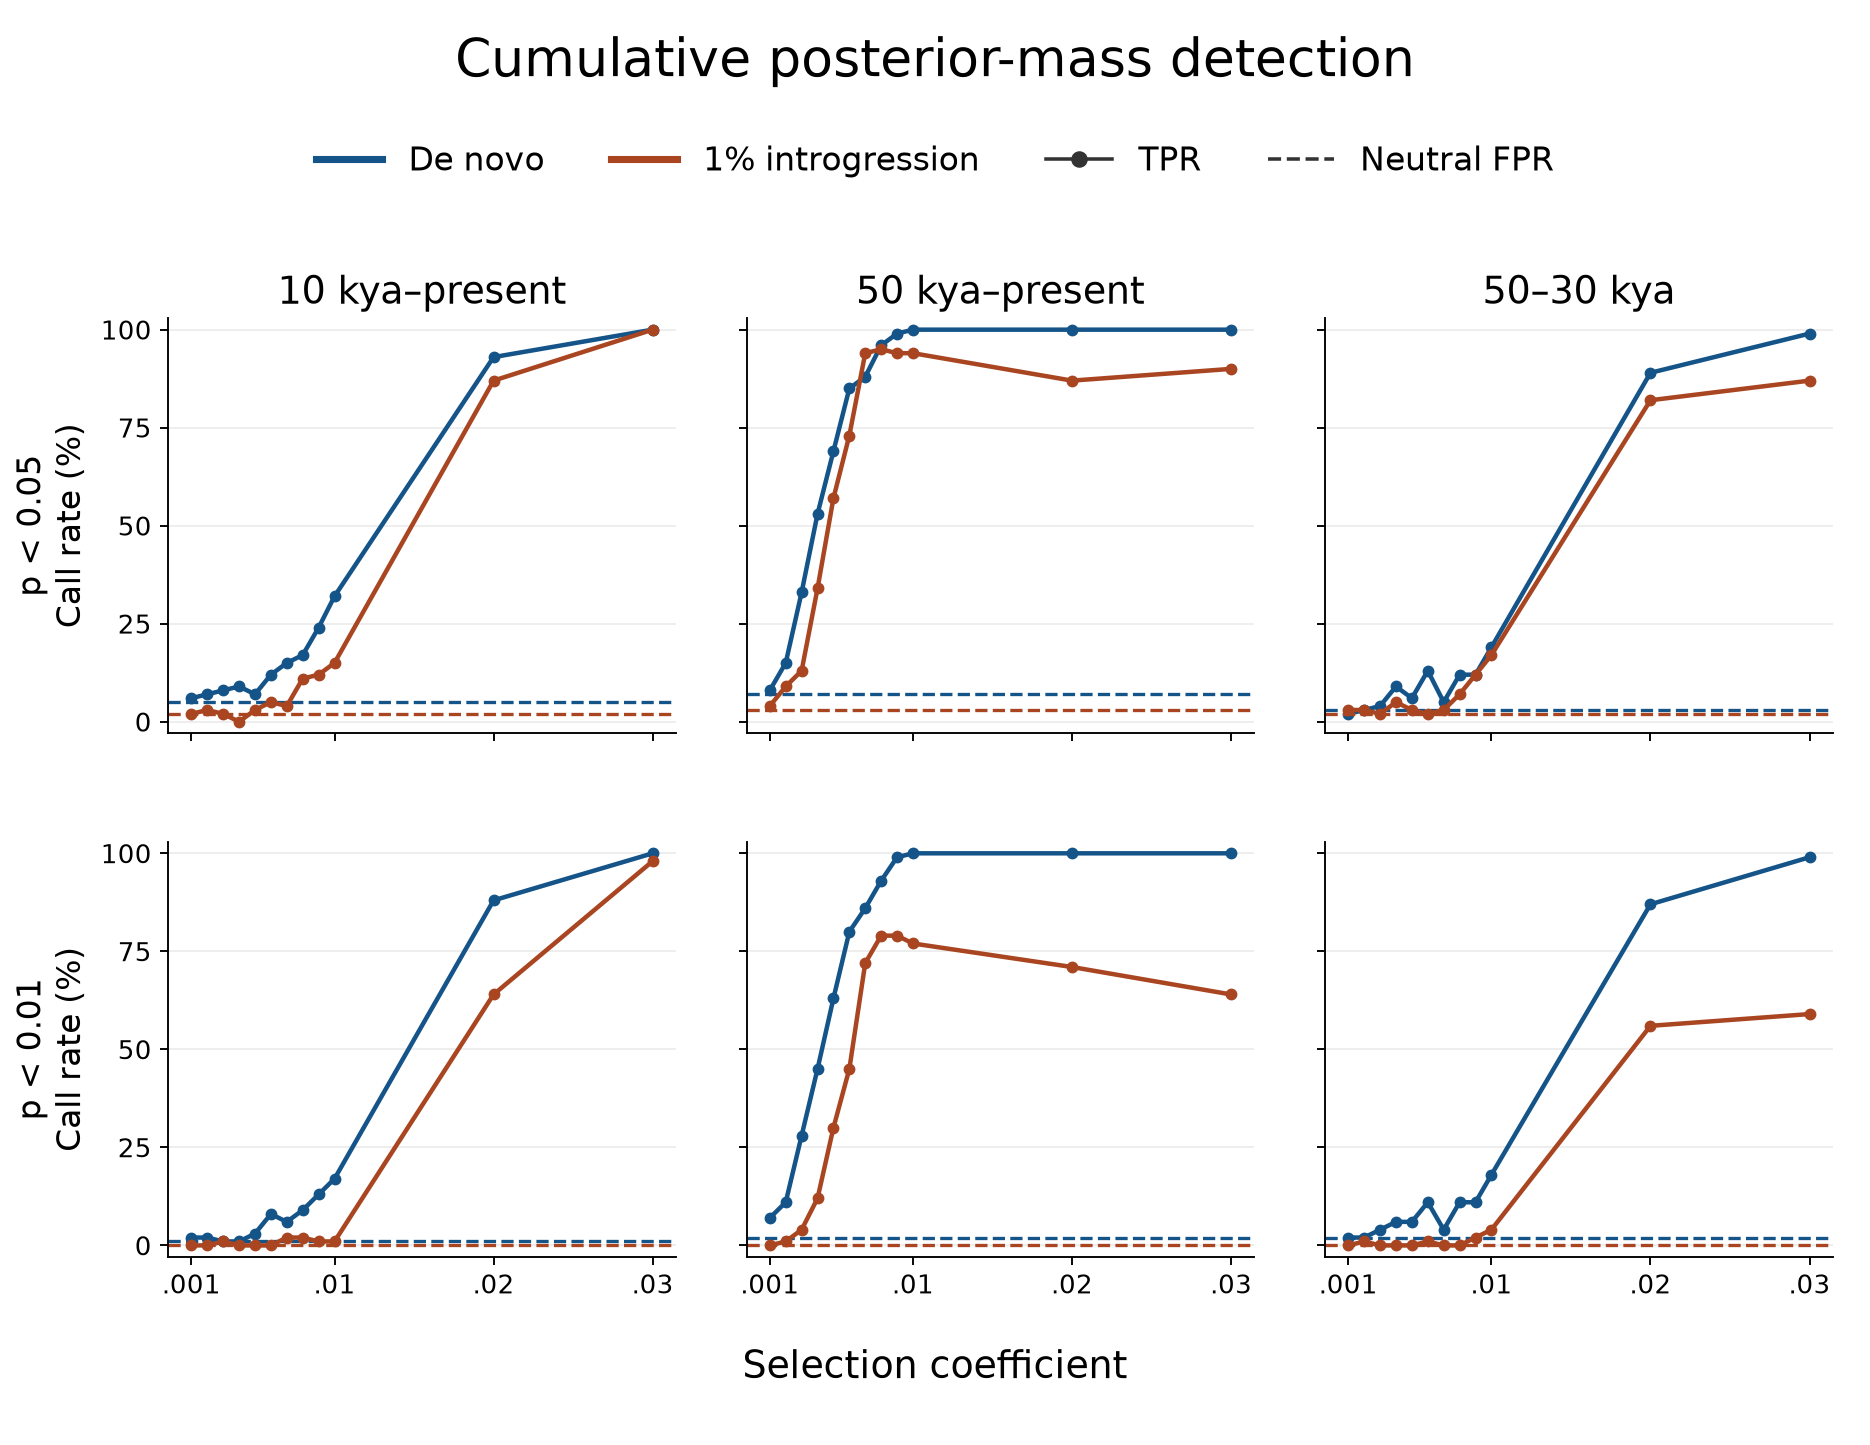 Cumulative posterior-mass detection
De novo
1% introgression
TPR
Neutral FPR
10 kya–present
50 kya–present
50–30 kya
p < 0.05
Call rate (%)
100
75
50
25
0
p < 0.01
Call rate (%)
100
75
50
25
0
.001 .01 .02 .03
.001 .01 .02 .03
.001 .01 .02 .03
Selection coefficient